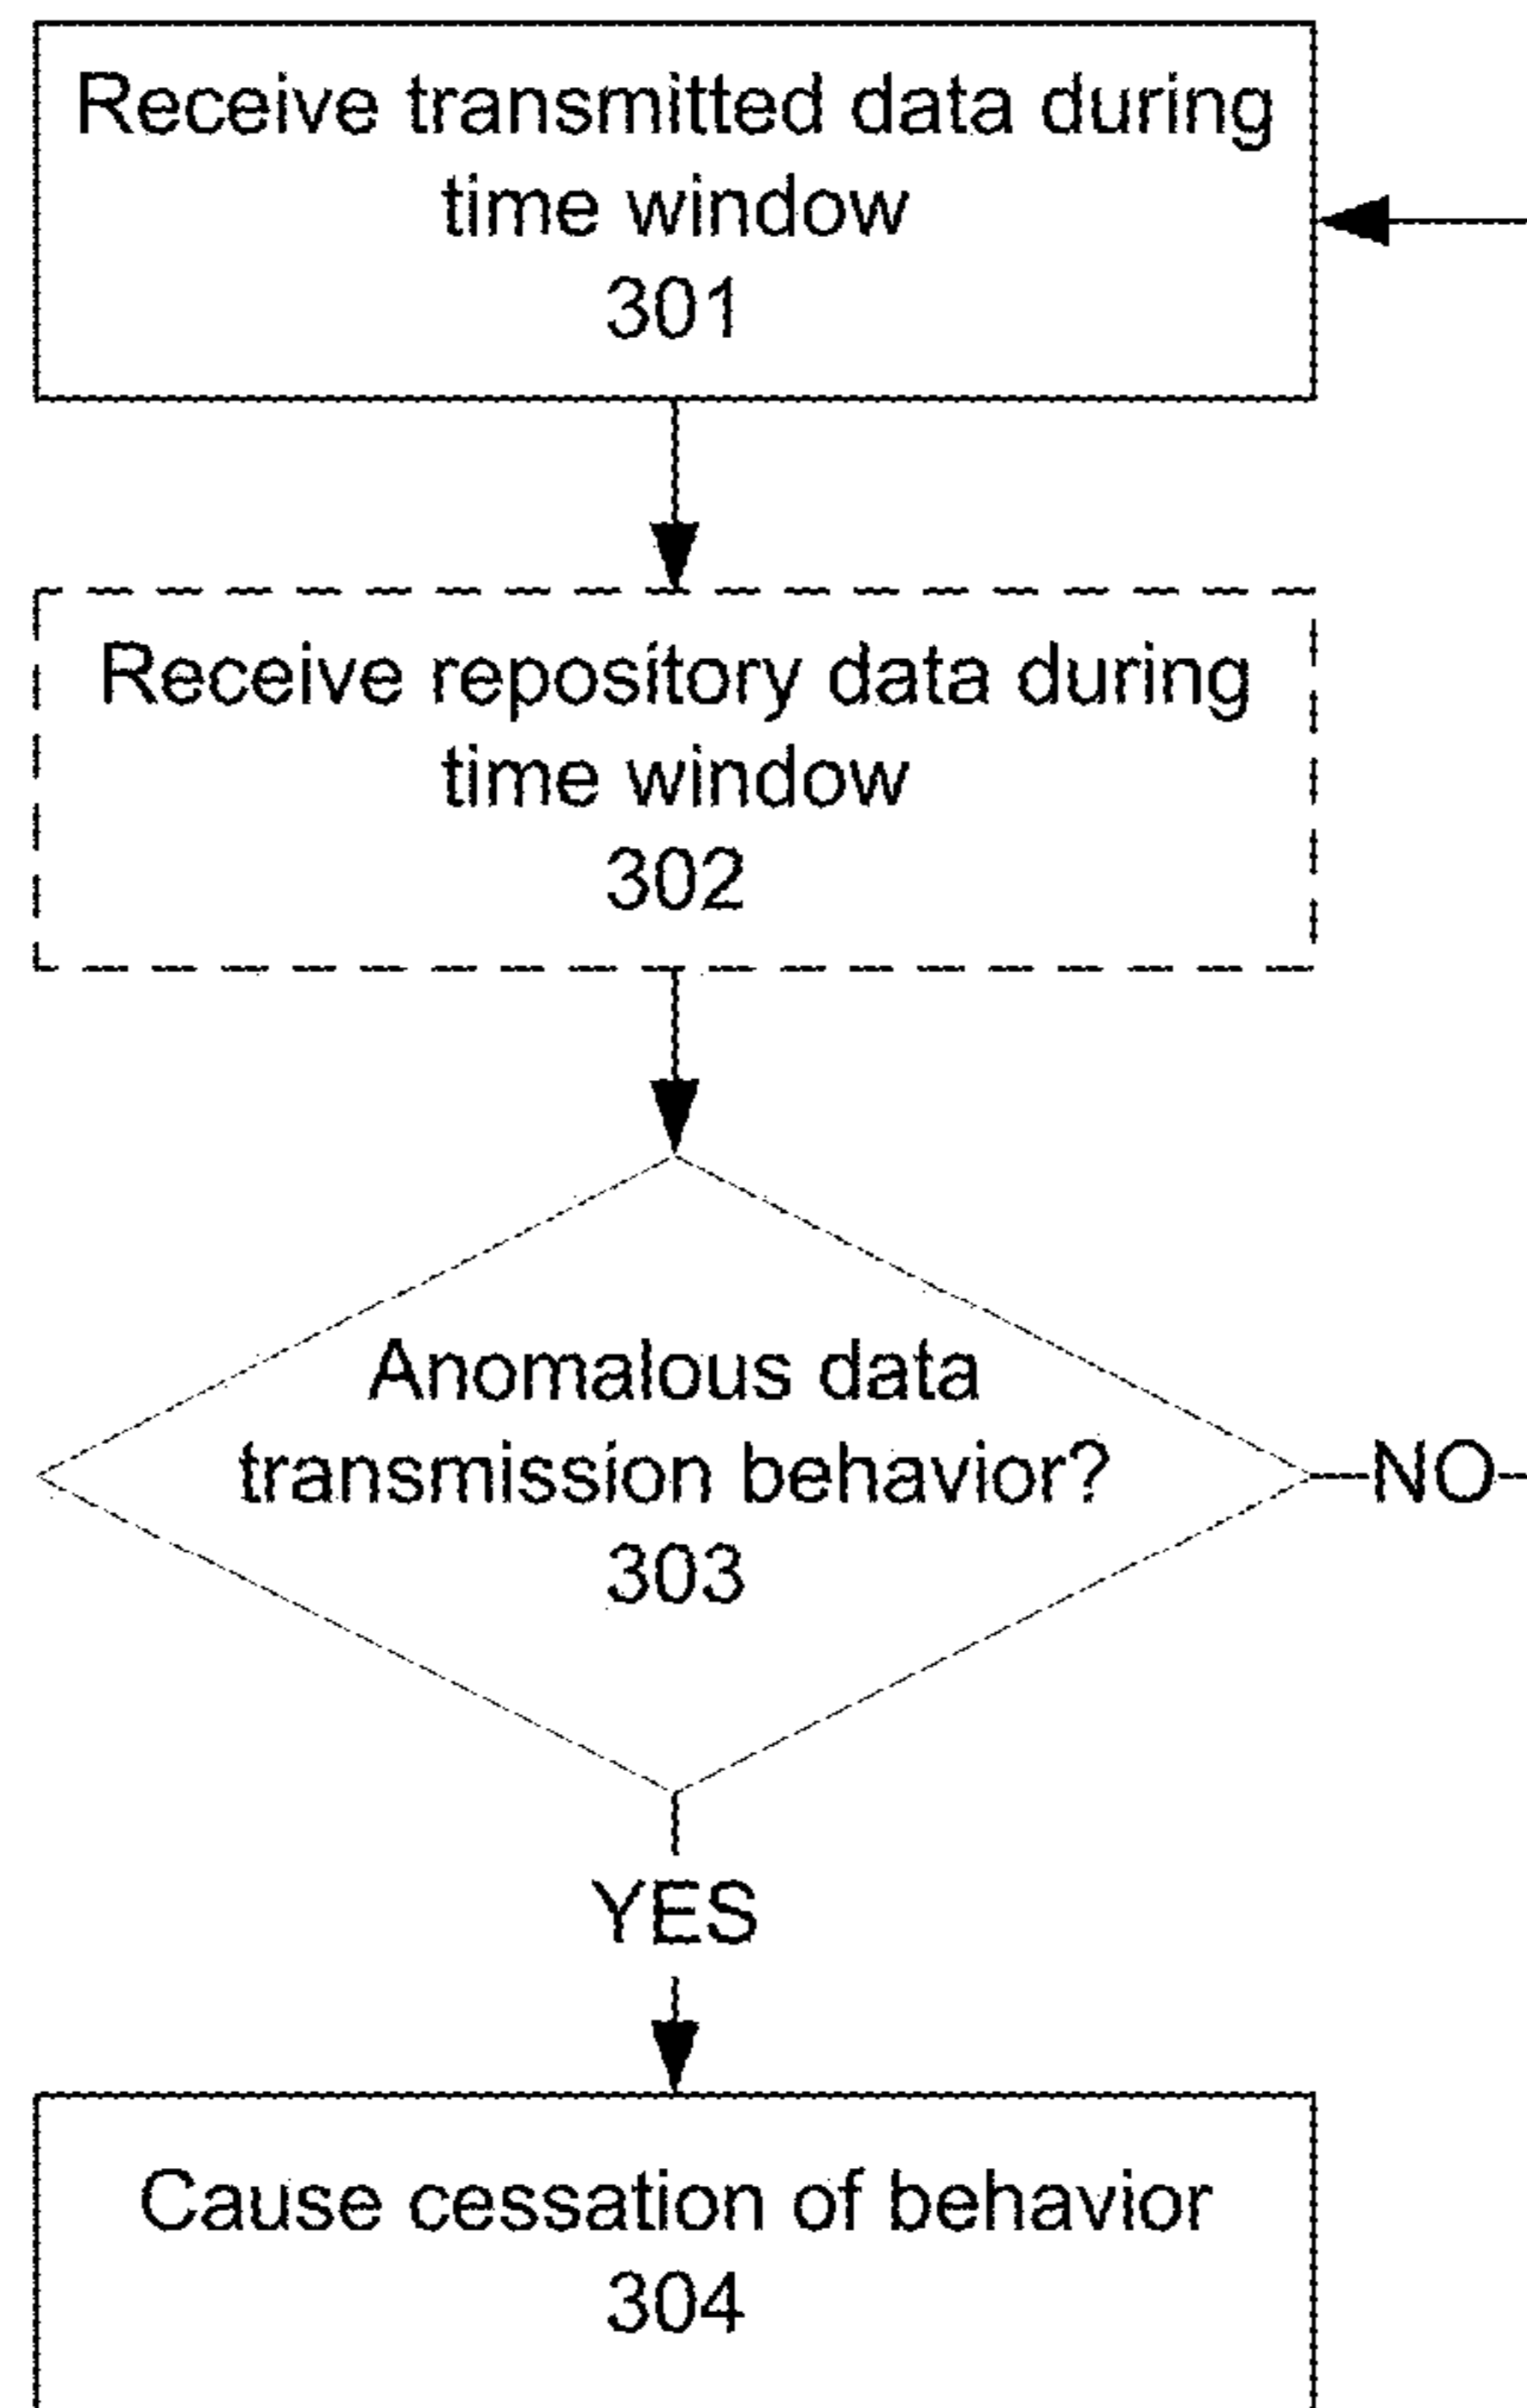 Receive transmitted data during
time window
301
Receive repository data during
time window
302
Anomalous data
transmission behavior?
303
NO
YES
Cause cessation of behavior
304